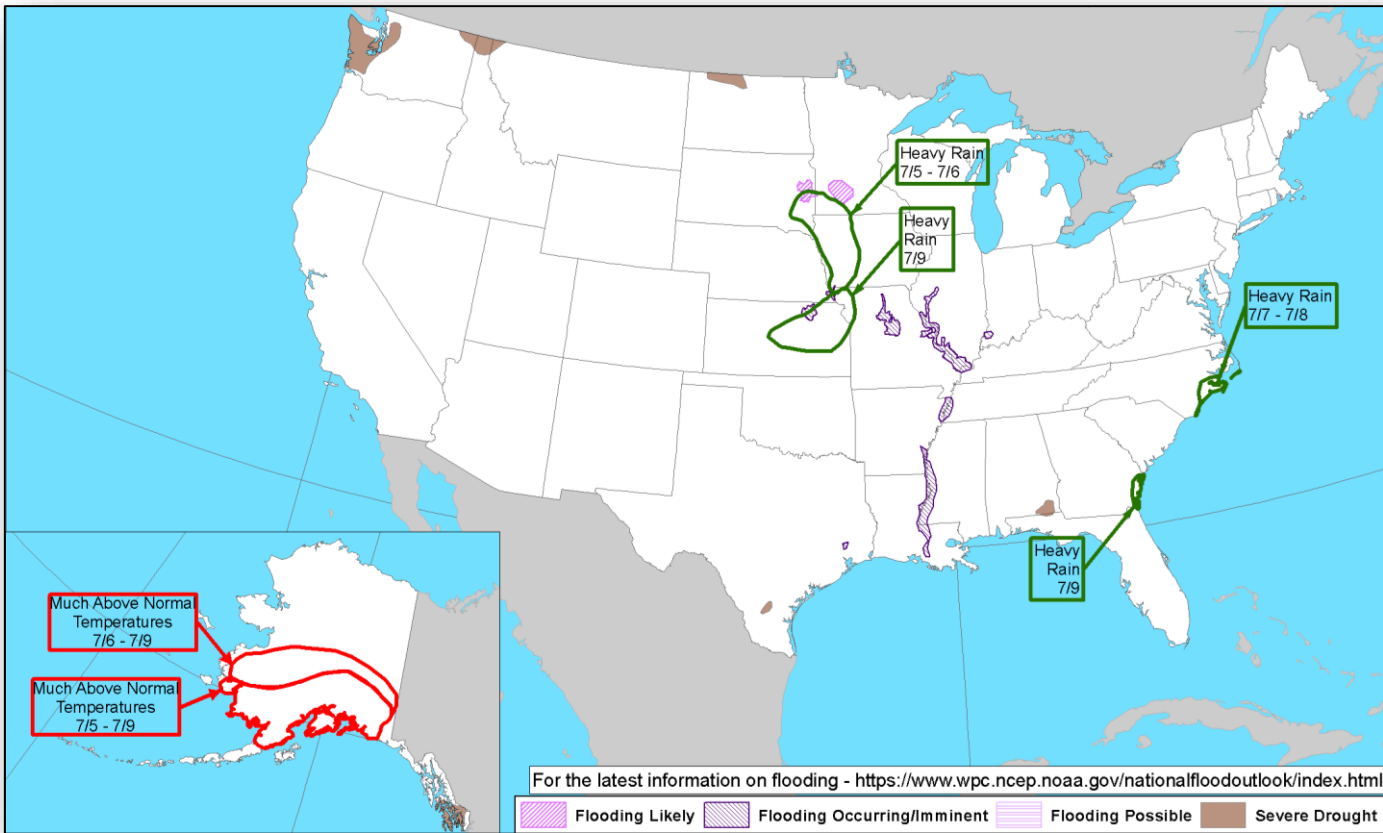 Heavy Rain
7/5 - 7/6
Heavy
Rain
7/9
Heavy Rain
7/7 - 7/8
Heavy
Rain
7/9
Much Above Normal
Temperatures
7/6 - 7/9
Much Above Normal
Temperatures
7/5 - 7/9
For the latest information on flooding - https://www.wpc.ncep.noaa.gov/nationalfloodoutlook/index.html
Flooding Likely
Flooding Occurring/Imminent
Flooding Possible
Severe Drought